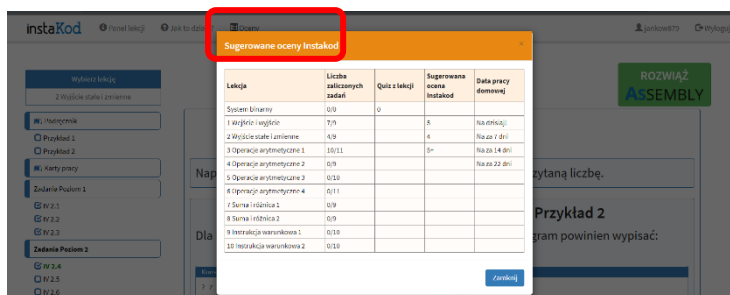 instaKod
Panel lekcji
Jak to działa
Oceny
jankow873
Wyloguj
Sugerowane oceny Instakod
×
Wybierz lekcję
2 Wyjście stałe i zmienne
Podręcznik
Przykład 1
Przykład 2
Karty pracy
Zadania Poziom 1
IV 2.1
IV 2.2
IV 2.3
Zadania Poziom 2
IV 2.4
IV 2.5
IV 2.6
Lekcja Liczba zaliczonych zadań Quiz z lekcji Sugerowana ocena Instakod Data pracy domowej
System binarny 0/0 0
1 Wejście i wyjście 7/9 5 Na dzisiaj
2 Wyjście stałe i zmienne 4/9 4 Na za 7 dni
3 Operacje arytmetyczne 1 10/11 5+ Na za 14 dni
4 Operacje arytmetyczne 2 0/9 Na za 22 dni
5 Operacje arytmetyczne 3 0/10
6 Operacje arytmetyczne 4 0/11
7 Suma i różnica 1 0/9
8 Suma i różnica 2 0/9
9 Instrukcja warunkowa 1 0/10
10 Instrukcja warunkowa 2 0/10
Zamknij
ROZWIĄŻ
ASSEMBLY
Nap
zytaną liczbę.
Przykład 2
Dla
gram powinien wypisać: